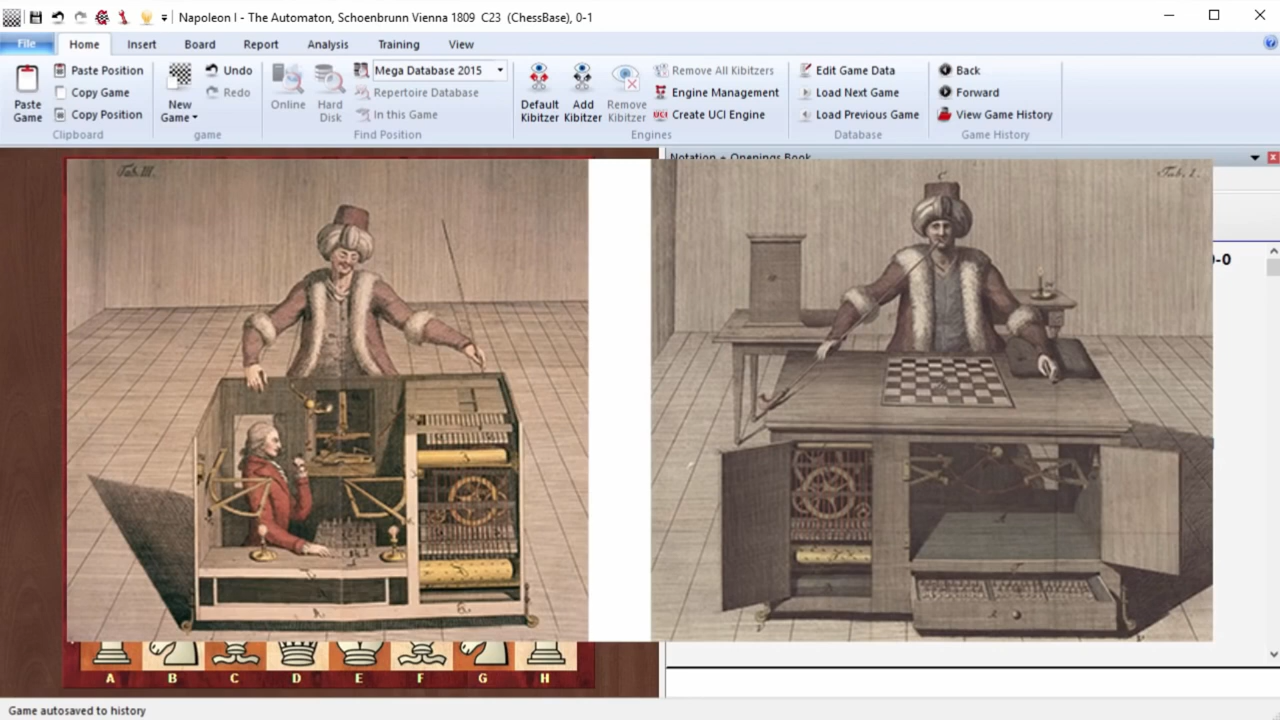 Napoleon I - The Automaton, Schoenbrunn Vienna 1809  C23  (ChessBase), 0-1
File Home Insert Board Report Analysis Training View
Paste Game
Paste Position
Copy Game
Copy Position
Clipboard
New Game
Undo
Redo
game
Online
Hard Disk
Mega Database 2015
Repertoire Database
In this Game
Find Position
Default Kibitzer
Add Kibitzer
Remove Kibitzer
Remove All Kibitzers
Engine Management
UCI Create UCI Engine
Engines
Edit Game Data
Load Next Game
Load Previous Game
Database
Back
Forward
View Game History
Game History
Notation + Openings Book
Tab. III.
Tab. I.
-0
A B C D E F G H
Game autosaved to history